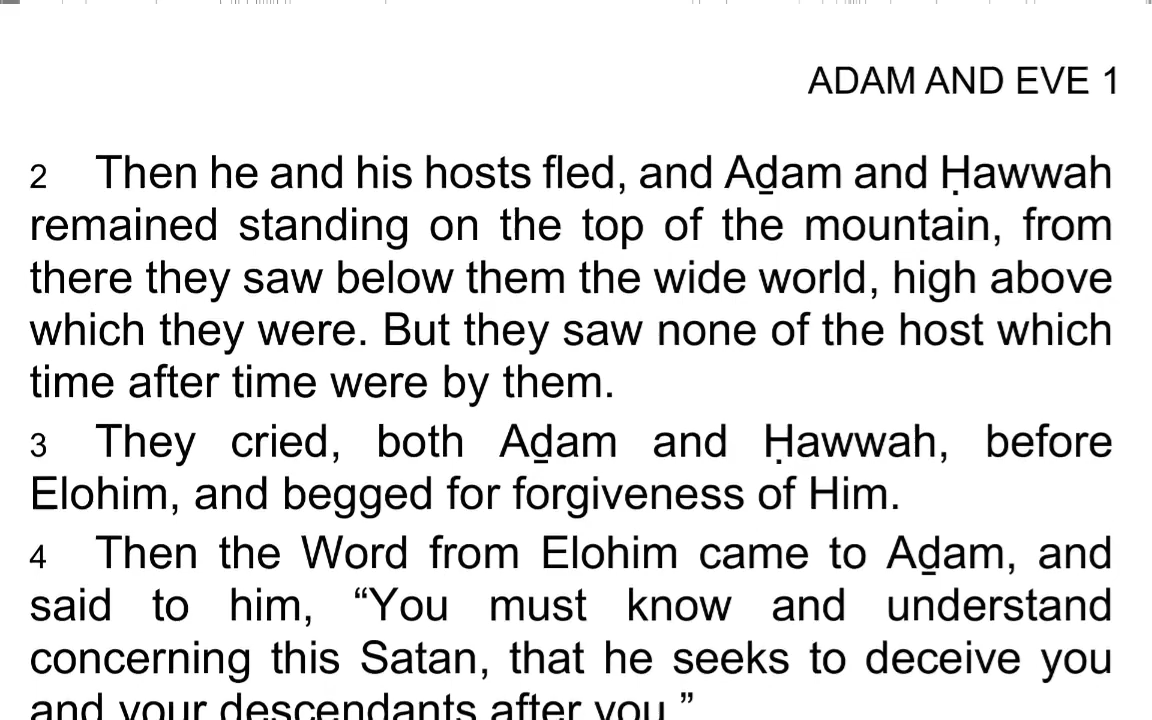 ADAM AND EVE 1
2 Then he and his hosts fled, and Aḏam and Ḥawwah
remained standing on the top of the mountain, from
there they saw below them the wide world, high above
which they were. But they saw none of the host which
time after time were by them.
3 They cried, both Aḏam and Ḥawwah, before
Elohim, and begged for forgiveness of Him.
4 Then the Word from Elohim came to Aḏam, and
said to him, “You must know and understand
concerning this Satan, that he seeks to deceive you
and your descendants after you.”